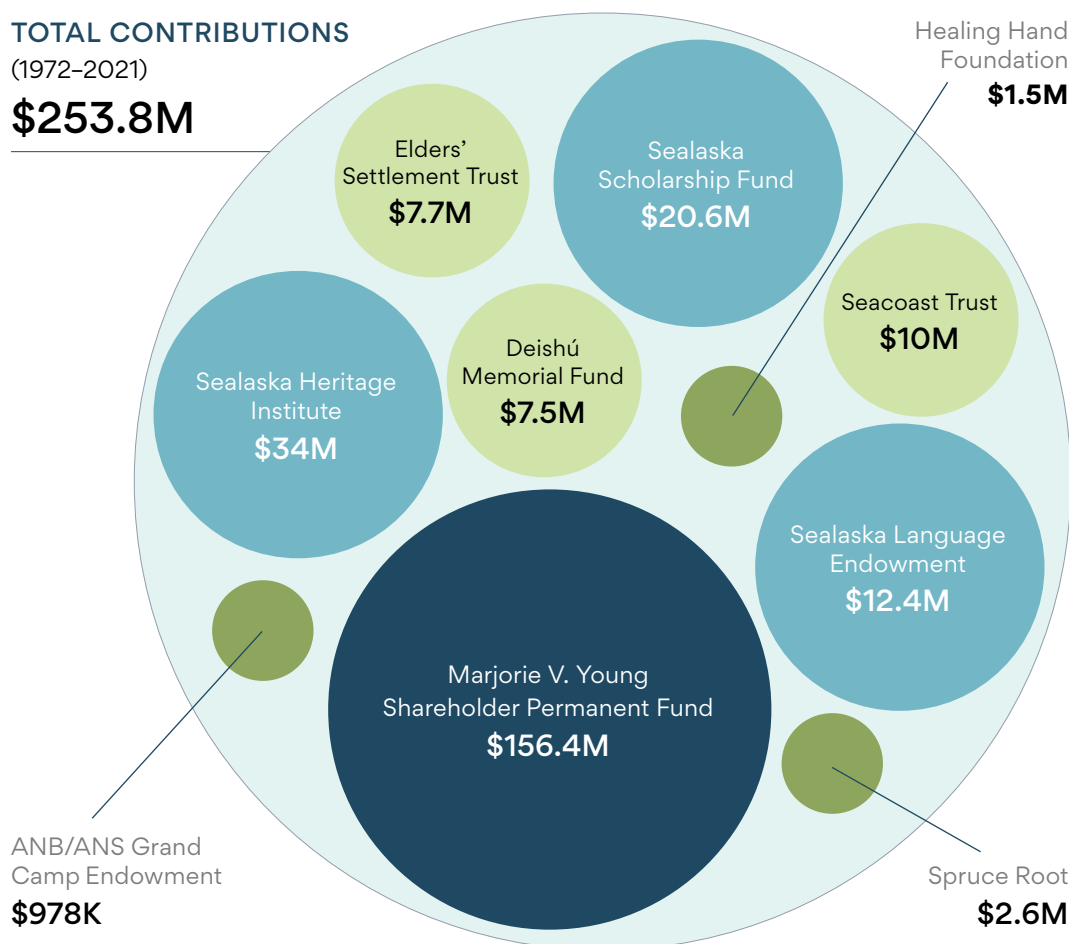 TOTAL CONTRIBUTIONS
(1972–2021)
$253.8M
Healing Hand
Foundation
$1.5M
Elders’
Settlement Trust
$7.7M
Sealaska
Scholarship Fund
$20.6M
Seacoast Trust
$10M
Deishú
Memorial Fund
$7.5M
Sealaska Heritage
Institute
$34M
Sealaska Language
Endowment
$12.4M
Marjorie V. Young
Shareholder Permanent Fund
$156.4M
ANB/ANS Grand
Camp Endowment
$978K
Spruce Root
$2.6M